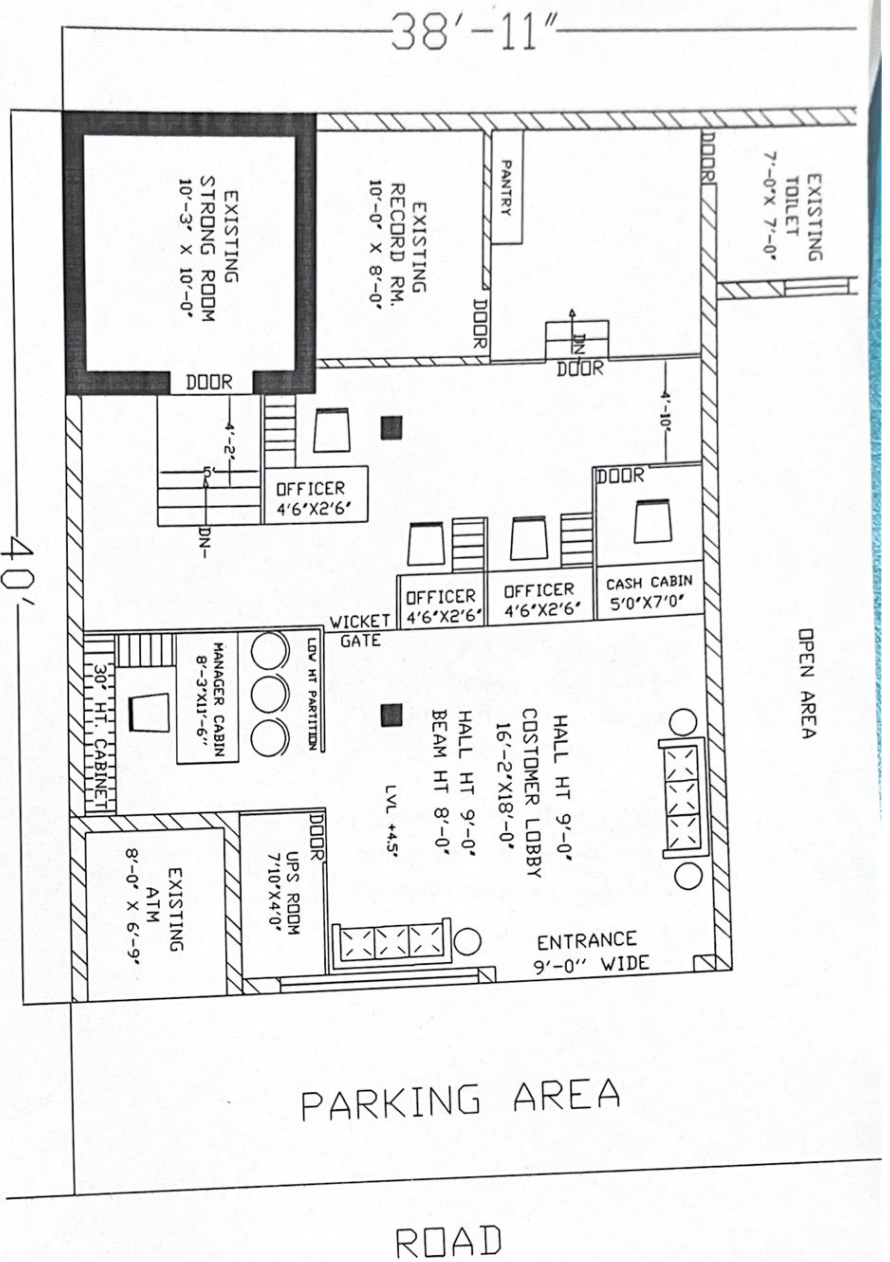 38'-11"
EXISTING
TOILET
7'-0"X 7'-0"
DOOR
PANTRY
EXISTING
RECORD RM.
10'-0" X 8'-0"
DOOR
EXISTING
STRONG ROOM
10'-3" X 10'-0"
DOOR
DN
DOOR
4'-10"
4'-2"
5'
DN-
OFFICER
4'6"X2'6"
DOOR
OFFICER
4'6"X2'6"
OFFICER
4'6"X2'6"
CASH CABIN
5'0"X7'0"
WICKET
GATE
40'
OPEN AREA
LOW HT PARTITION
MANAGER CABIN
8'-3"X11'-6"
30" HT. CABINET
HALL HT 9'-0"
COSTOMER LOBBY
16'-2"X18'-0"
HALL HT 9'-0"
BEAM HT 8'-0"
LVL +4.5"
DOOR
UPS ROOM
7'10"X4'0"
EXISTING
ATM
8'-0" X 6'-9"
ENTRANCE
9'-0" WIDE
PARKING AREA
ROAD